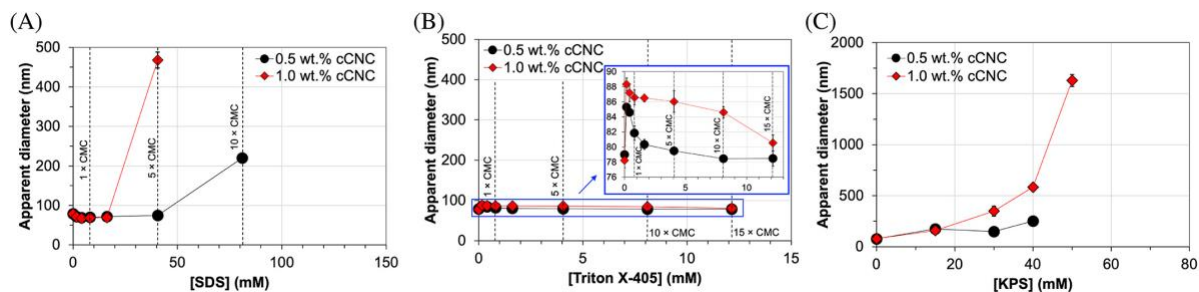 (A)
Apparent diameter (nm)
500
400
300
200
100
0
0
50
100
150
[SDS] (mM)
0.5 wt.% cCNC
1.0 wt.% cCNC
1 × CMC
5 × CMC
10 × CMC
(B)
Apparent diameter (nm)
500
400
300
200
100
0
0
5
10
15
[Triton X-405] (mM)
0.5 wt.% cCNC
1.0 wt.% cCNC
1 × CMC
5 × CMC
10 × CMC
15 × CMC
90
88
86
84
82
80
78
76
0
5
10
1 × CMC
5 × CMC
10 × CMC
15 × CMC
(C)
Apparent diameter (nm)
2000
1500
1000
500
0
0
20
40
60
80
[KPS] (mM)
0.5 wt.% cCNC
1.0 wt.% cCNC